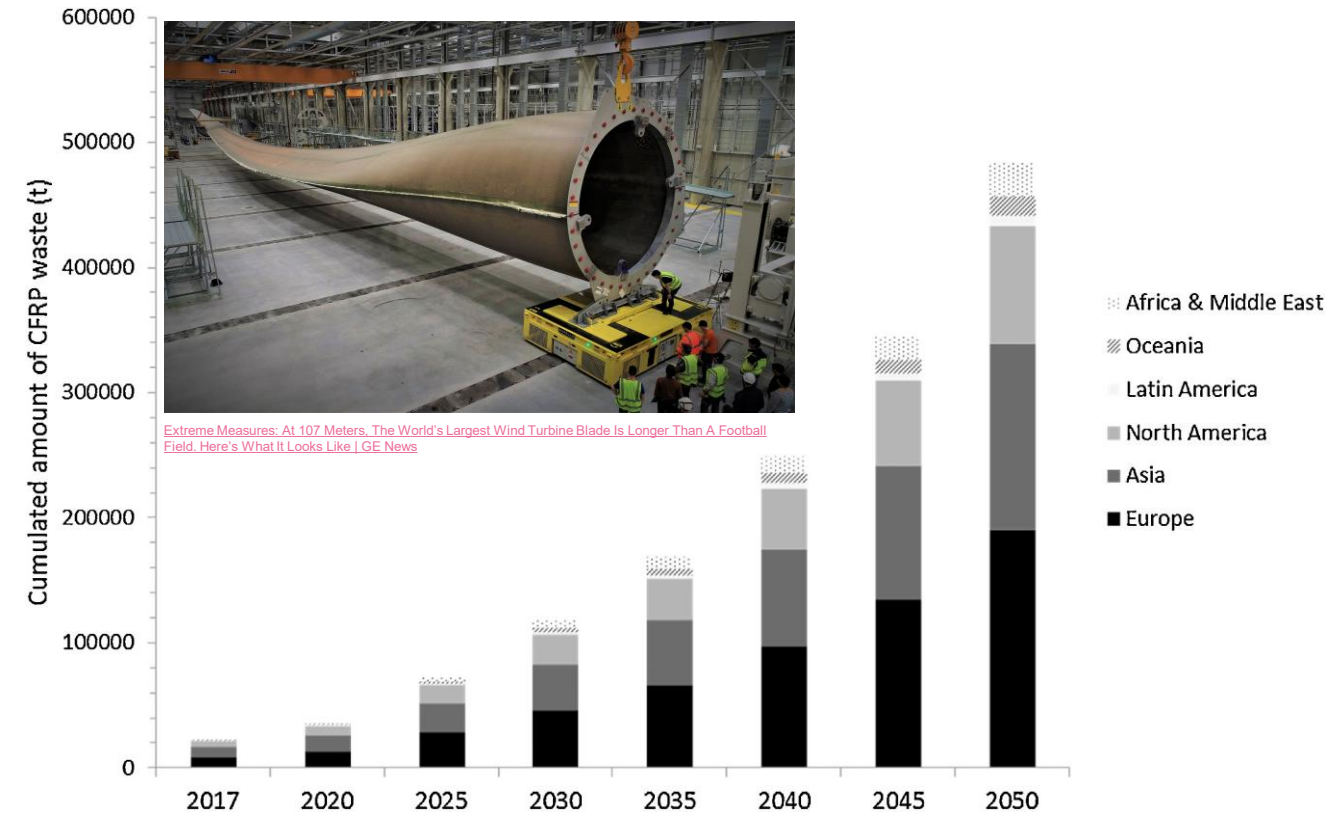 Cumulated amount of CFRP waste (t)
600000
500000
400000
300000
200000
100000
0
Extreme Measures: At 107 Meters, The World's Largest Wind Turbine Blade Is Longer Than A Football
Field. Here's What It Looks Like | GE News
2017
2020
2025
2030
2035
2040
2045
2050
Africa & Middle East
Oceania
Latin America
North America
Asia
Europe